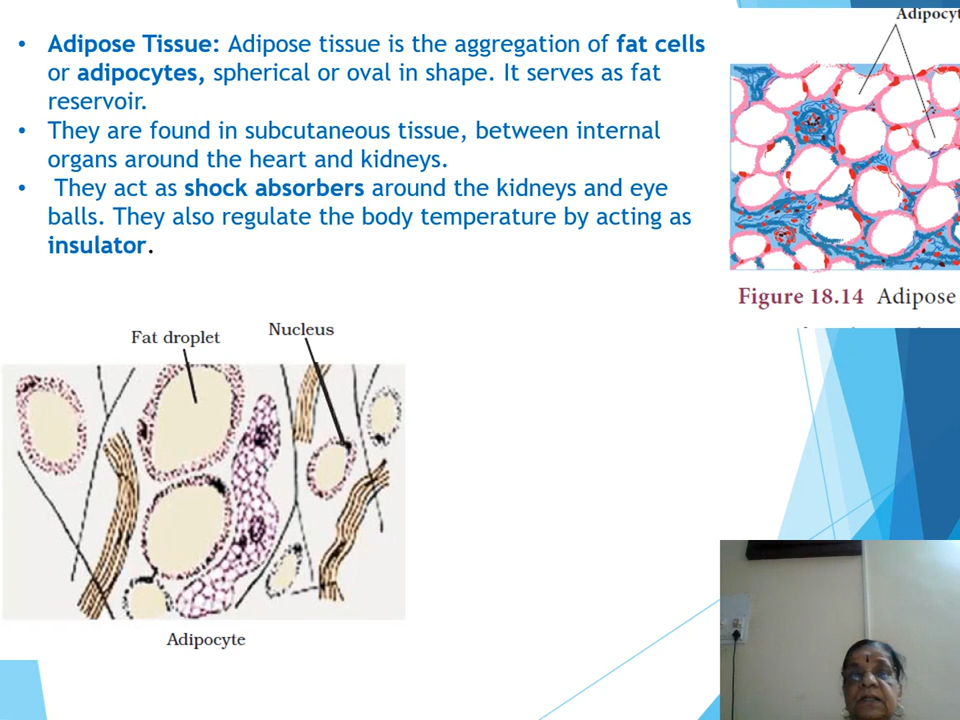 • Adipose Tissue: Adipose tissue is the aggregation of fat cells
or adipocytes, spherical or oval in shape. It serves as fat
reservoir.
• They are found in subcutaneous tissue, between internal
organs around the heart and kidneys.
• They act as shock absorbers around the kidneys and eye
balls. They also regulate the body temperature by acting as
insulator.
Adipocyt
Figure 18.14 Adipose
Fat droplet
Nucleus
Adipocyte